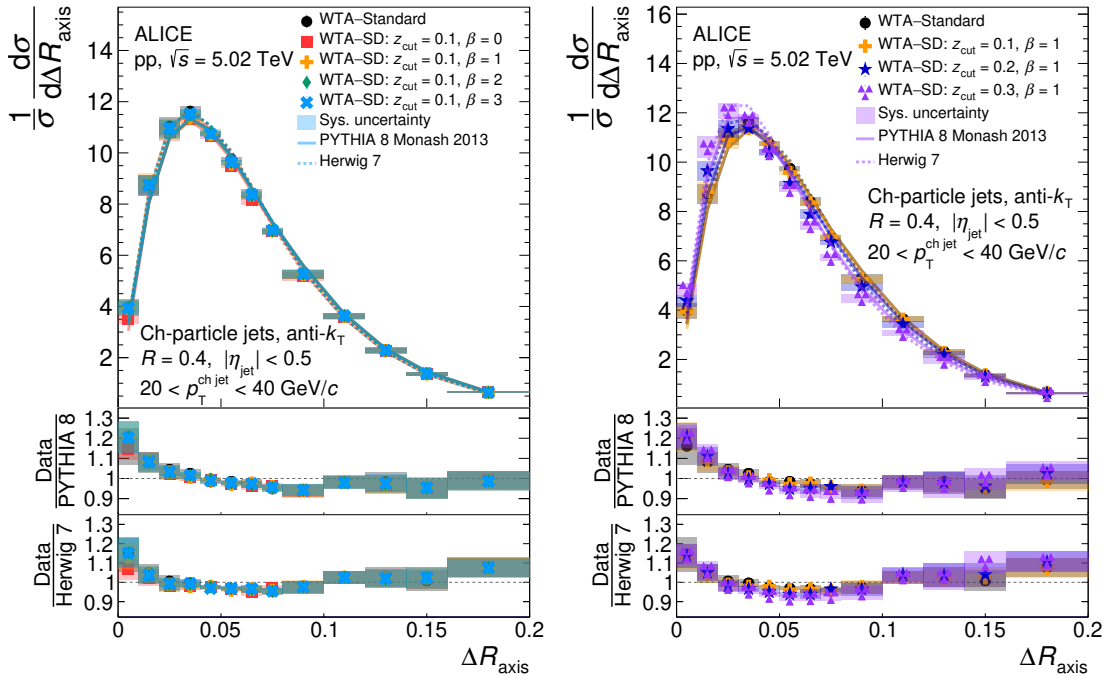 1/σ dσ/dΔR_axis
ALICE
pp, √s = 5.02 TeV
WTA–Standard
WTA–SD: z_cut = 0.1, β = 0
WTA–SD: z_cut = 0.1, β = 1
WTA–SD: z_cut = 0.1, β = 2
WTA–SD: z_cut = 0.1, β = 3
Sys. uncertainty
PYTHIA 8 Monash 2013
Herwig 7
14
12
10
8
6
4
2
Ch-particle jets, anti-k_T
R = 0.4, |η_jet| < 0.5
20 < p_T^ch jet < 40 GeV/c
Data
PYTHIA 8
1.3
1.2
1.1
1
0.9
Data
Herwig 7
1.3
1.2
1.1
1
0.9
0 0.05 0.1 0.15 0.2
ΔR_axis
1/σ dσ/dΔR_axis
ALICE
pp, √s = 5.02 TeV
WTA–Standard
WTA–SD: z_cut = 0.1, β = 1
WTA–SD: z_cut = 0.2, β = 1
WTA–SD: z_cut = 0.3, β = 1
Sys. uncertainty
PYTHIA 8 Monash 2013
Herwig 7
16
14
12
10
8
6
4
2
Ch-particle jets, anti-k_T
R = 0.4, |η_jet| < 0.5
20 < p_T^ch jet < 40 GeV/c
Data
PYTHIA 8
1.3
1.2
1.1
1
0.9
Data
Herwig 7
1.3
1.2
1.1
1
0.9
0 0.05 0.1 0.15 0.2
ΔR_axis